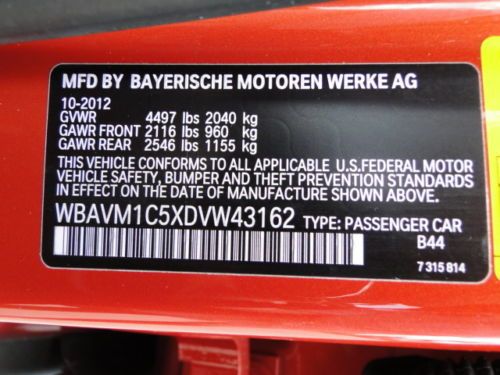 MFD BY BAYERISCHE MOTOREN WERKE AG
10-2012
GVWR 4497 lbs 2040 kg
GAWR FRONT 2116 lbs 960 kg
GAWR REAR 2546 lbs 1155 kg
THIS VEHICLE CONFORMS TO ALL APPLICABLE U.S.FEDERAL MOTOR
VEHICLE SAFETY, BUMPER AND THEFT PREVENTION STANDARDS
IN EFFECT ON THE DATE OF MANUFACTURE SHOWN ABOVE.
WBAVM1C5XDVW43162 TYPE: PASSENGER CAR
B44
7 315 814